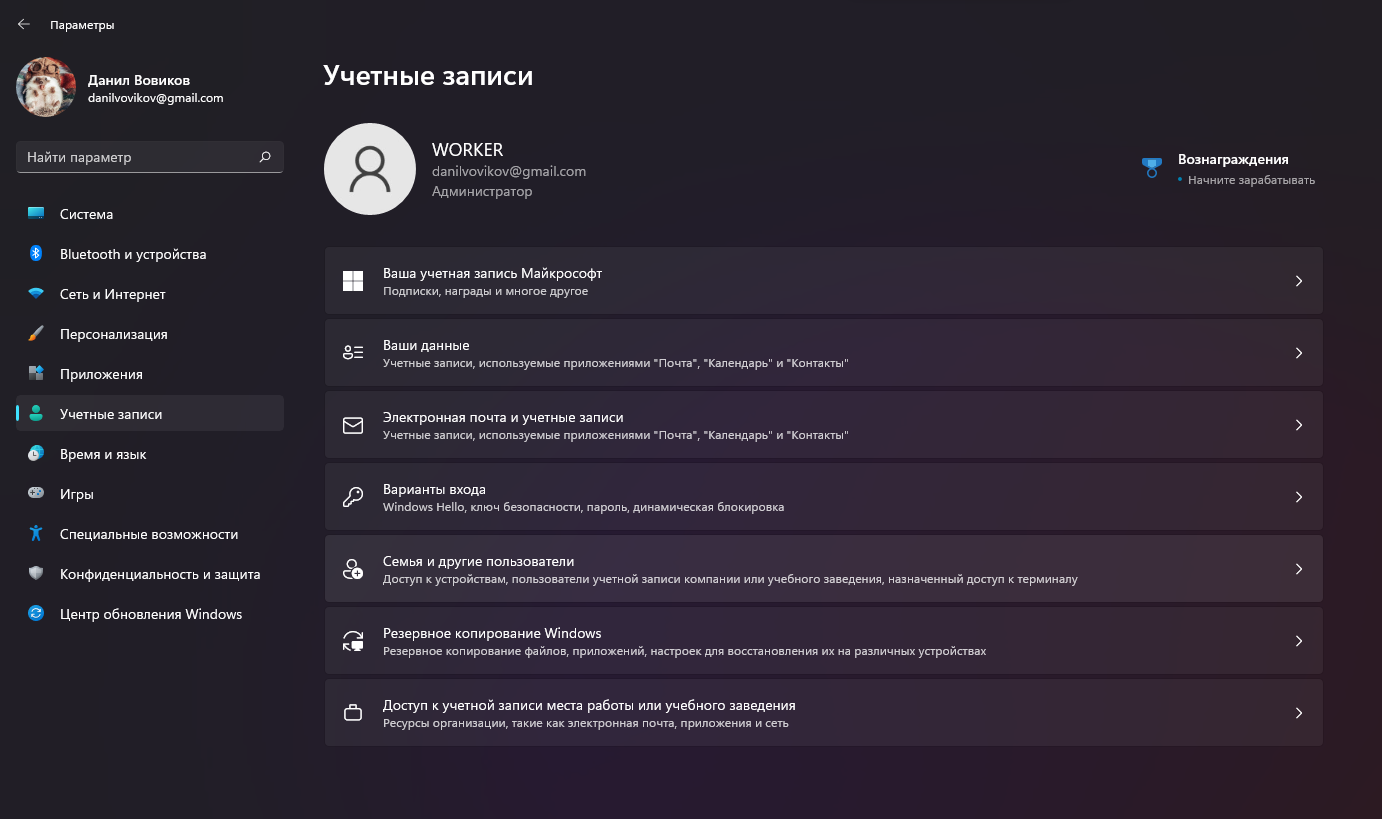 Параметры
Данил Вовиков
danilvovikov@gmail.com
Найти параметр
Система
Bluetooth и устройства
Сеть и Интернет
Персонализация
Приложения
Учетные записи
Время и язык
Игры
Специальные возможности
Конфиденциальность и защита
Центр обновления Windows
Учетные записи
WORKER
danilvovikov@gmail.com
Администратор
Вознаграждения
• Начните зарабатывать
Ваша учетная запись Майкрософт
Подписки, награды и многое другое
Ваши данные
Учетные записи, используемые приложениями "Почта", "Календарь" и "Контакты"
Электронная почта и учетные записи
Учетные записи, используемые приложениями "Почта", "Календарь" и "Контакты"
Варианты входа
Windows Hello, ключ безопасности, пароль, динамическая блокировка
Семья и другие пользователи
Доступ к устройствам, пользователи учетной записи компании или учебного заведения, назначенный доступ к терминалу
Резервное копирование Windows
Резервное копирование файлов, приложений, настроек для восстановления их на различных устройствах
Доступ к учетной записи места работы или учебного заведения
Ресурсы организации, такие как электронная почта, приложения и сеть